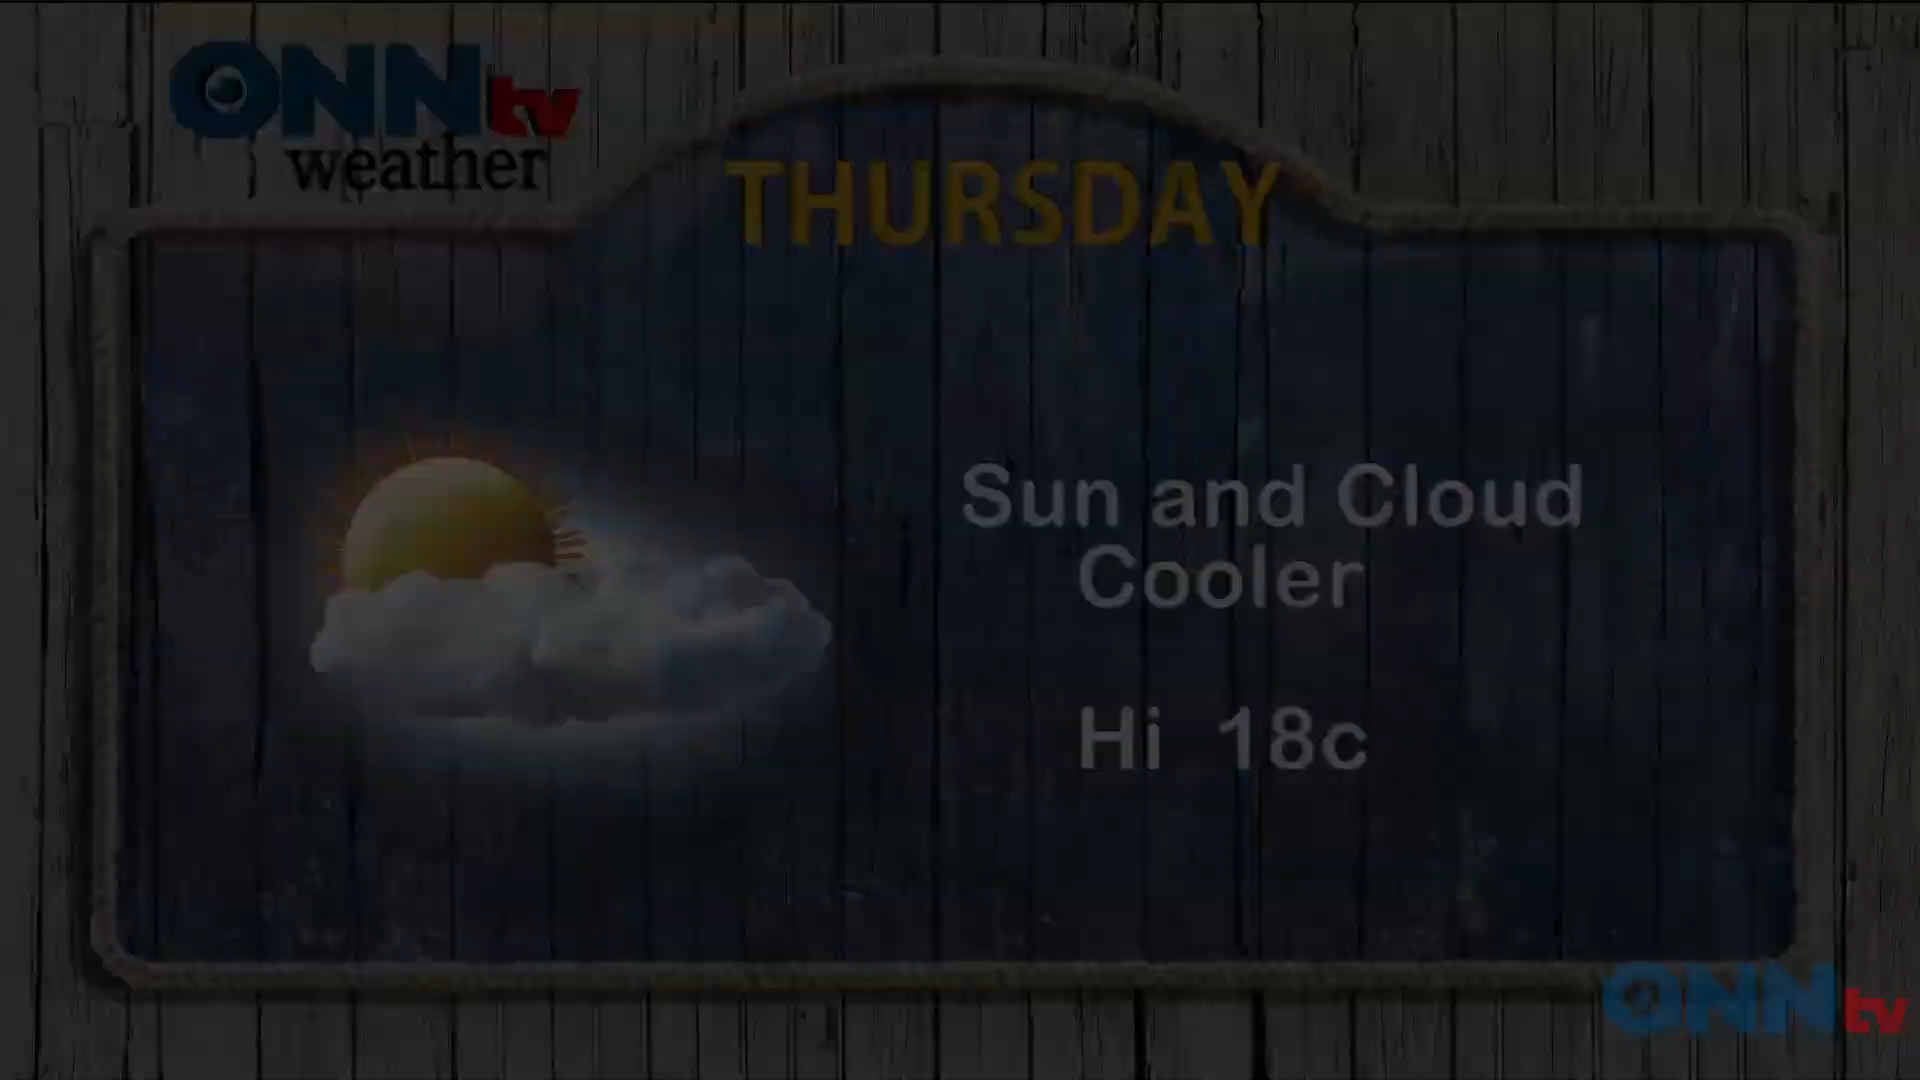 ONNtv
weather
THURSDAY
Sun and Cloud
Cooler
Hi 18c
ONNtv